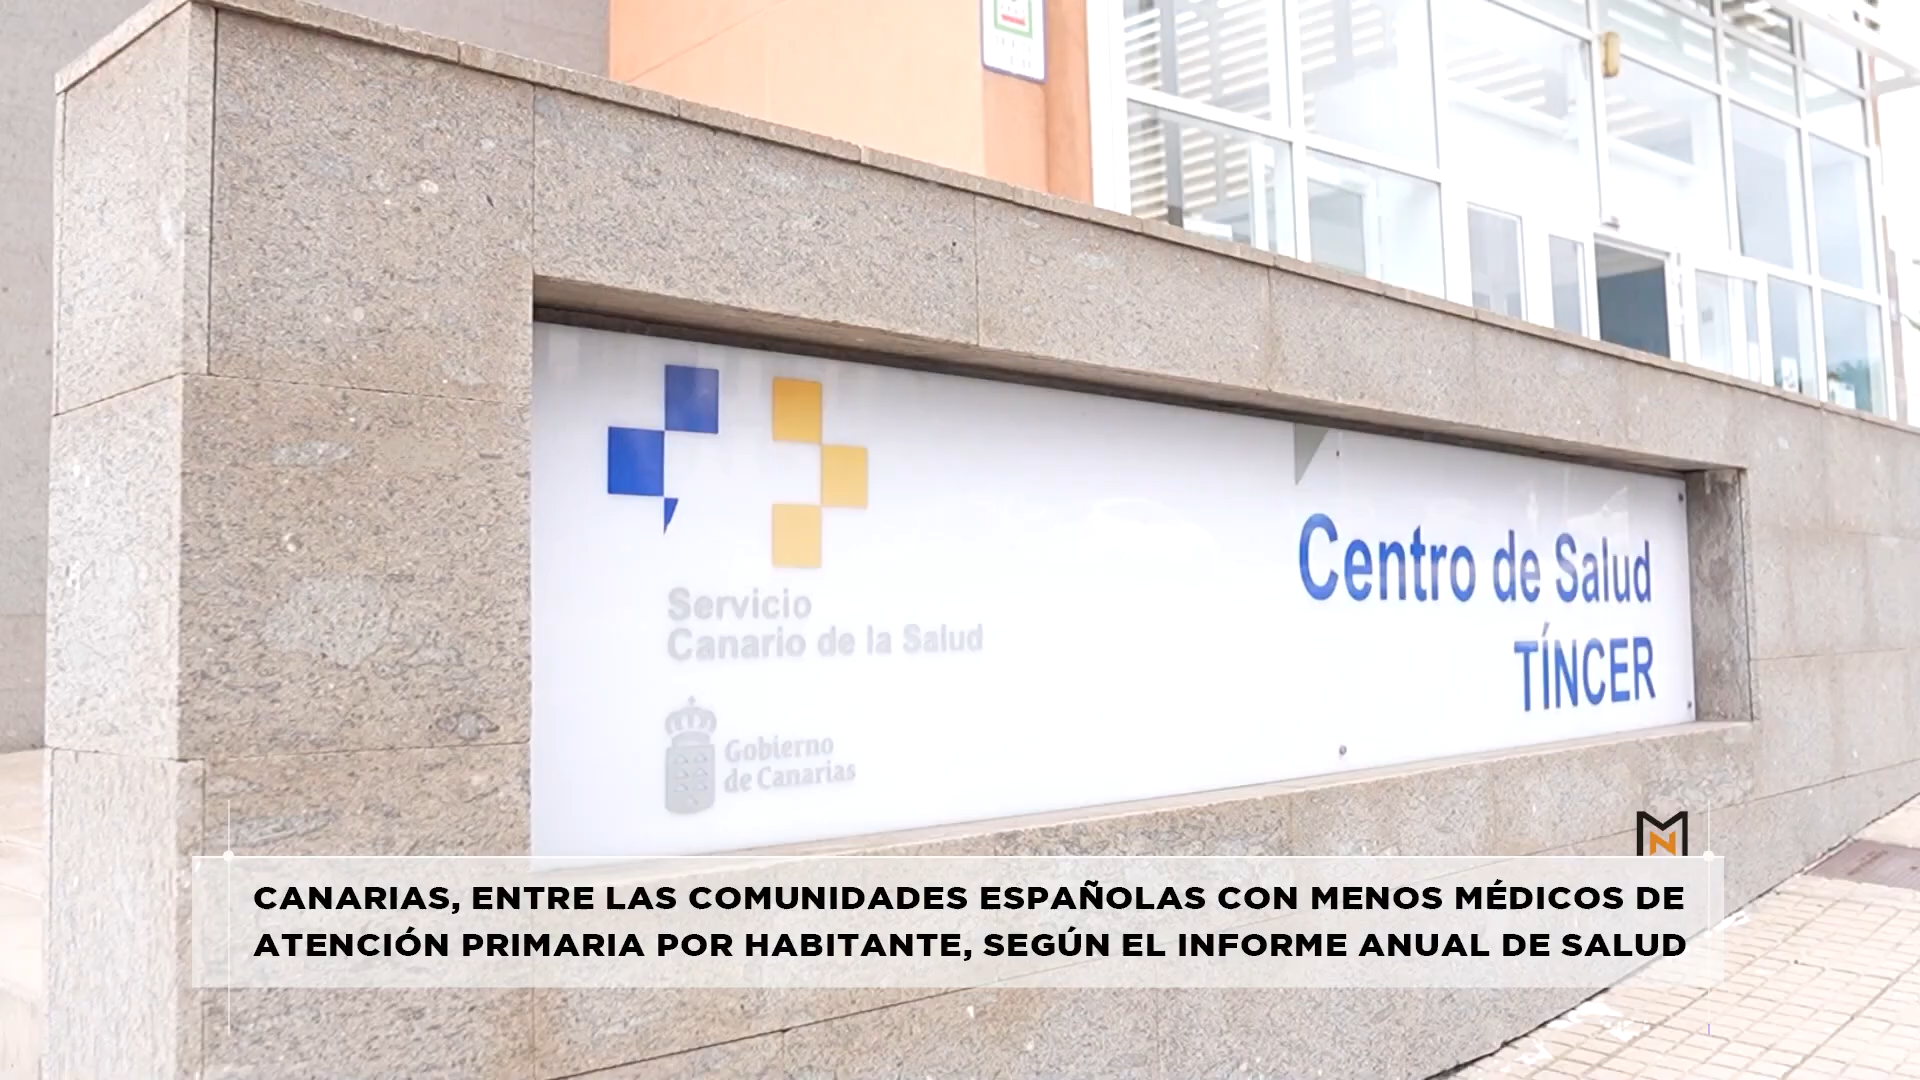 Servicio
Canario de la Salud
Gobierno
de Canarias
Centro de Salud
TÍNCER
CANARIAS, ENTRE LAS COMUNIDADES ESPAÑOLAS CON MENOS MÉDICOS DE
ATENCIÓN PRIMARIA POR HABITANTE, SEGÚN EL INFORME ANUAL DE SALUD